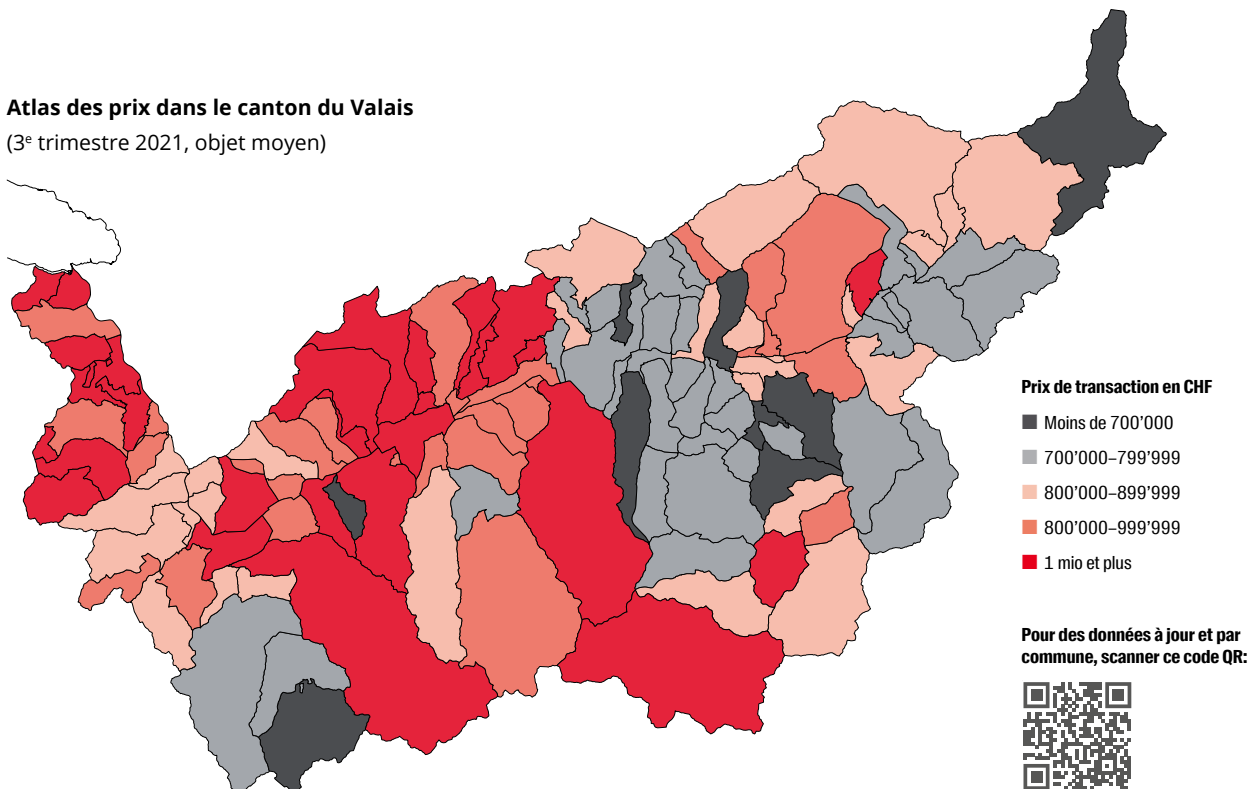 Atlas des prix dans le canton du Valais
(3e trimestre 2021, objet moyen)
Prix de transaction en CHF
Moins de 700'000
700'000–799'999
800'000–899'999
800'000–999'999
1 mio et plus
Pour des données à jour et par
commune, scanner ce code QR: